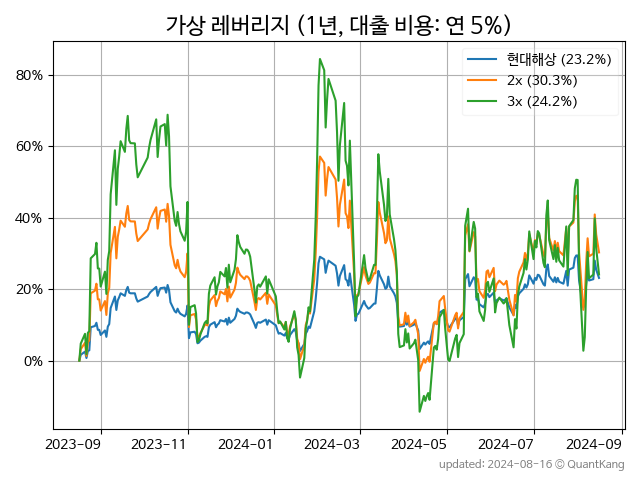 가상 레버리지 (1년, 대출 비용: 연 5%)
현대해상 (23.2%)
2x (30.3%)
3x (24.2%)
80%
60%
40%
20%
0%
2023-09 2023-11 2024-01 2024-03 2024-05 2024-07 2024-09
updated: 2024-08-16 © QuantKang